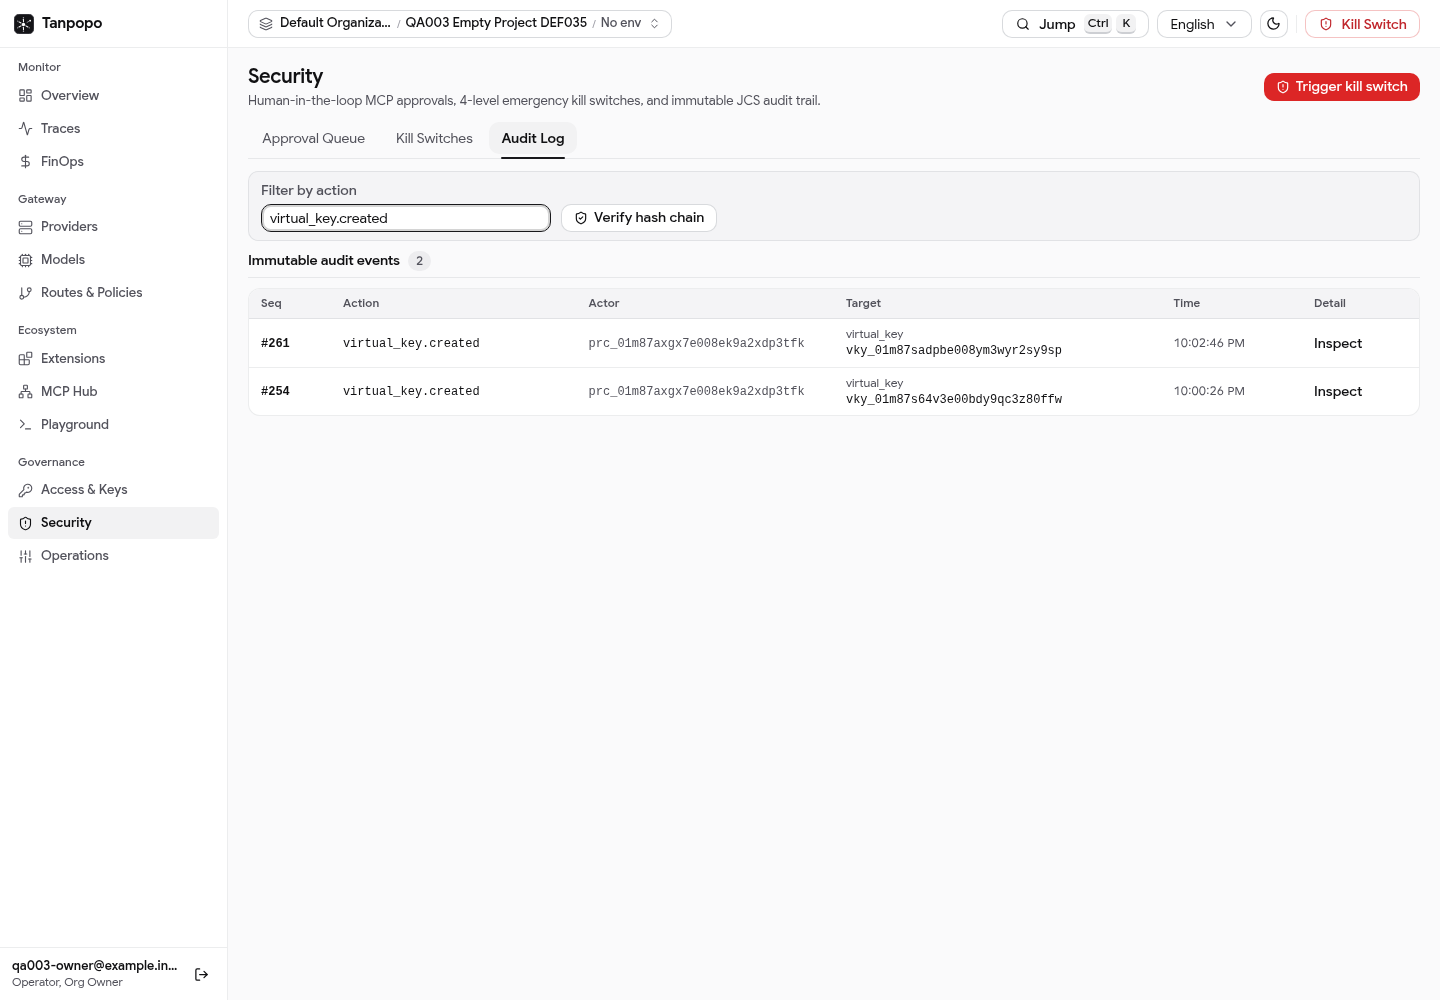 Tanpopo
Default Organiza... / QA003 Empty Project DEF035 / No env
Jump Ctrl K
English
Kill Switch
Monitor
Overview
Traces
FinOps
Gateway
Providers
Models
Routes & Policies
Ecosystem
Extensions
MCP Hub
Playground
Governance
Access & Keys
Security
Operations
qa003-owner@example.in...
Operator, Org Owner
Security
Human-in-the-loop MCP approvals, 4-level emergency kill switches, and immutable JCS audit trail.
Trigger kill switch
Approval Queue Kill Switches Audit Log
Filter by action
virtual_key.created
Verify hash chain
Immutable audit events 2
Seq Action Actor Target Time Detail
#261 virtual_key.created prc_01m87axgx7e008ek9a2xdp3tfk virtual_key 10:02:46 PM Inspect
vky_01m87sadpbe008ym3wyr2sy9sp
#254 virtual_key.created prc_01m87axgx7e008ek9a2xdp3tfk virtual_key 10:00:26 PM Inspect
vky_01m87s64v3e00bdy9qc3z80ffw